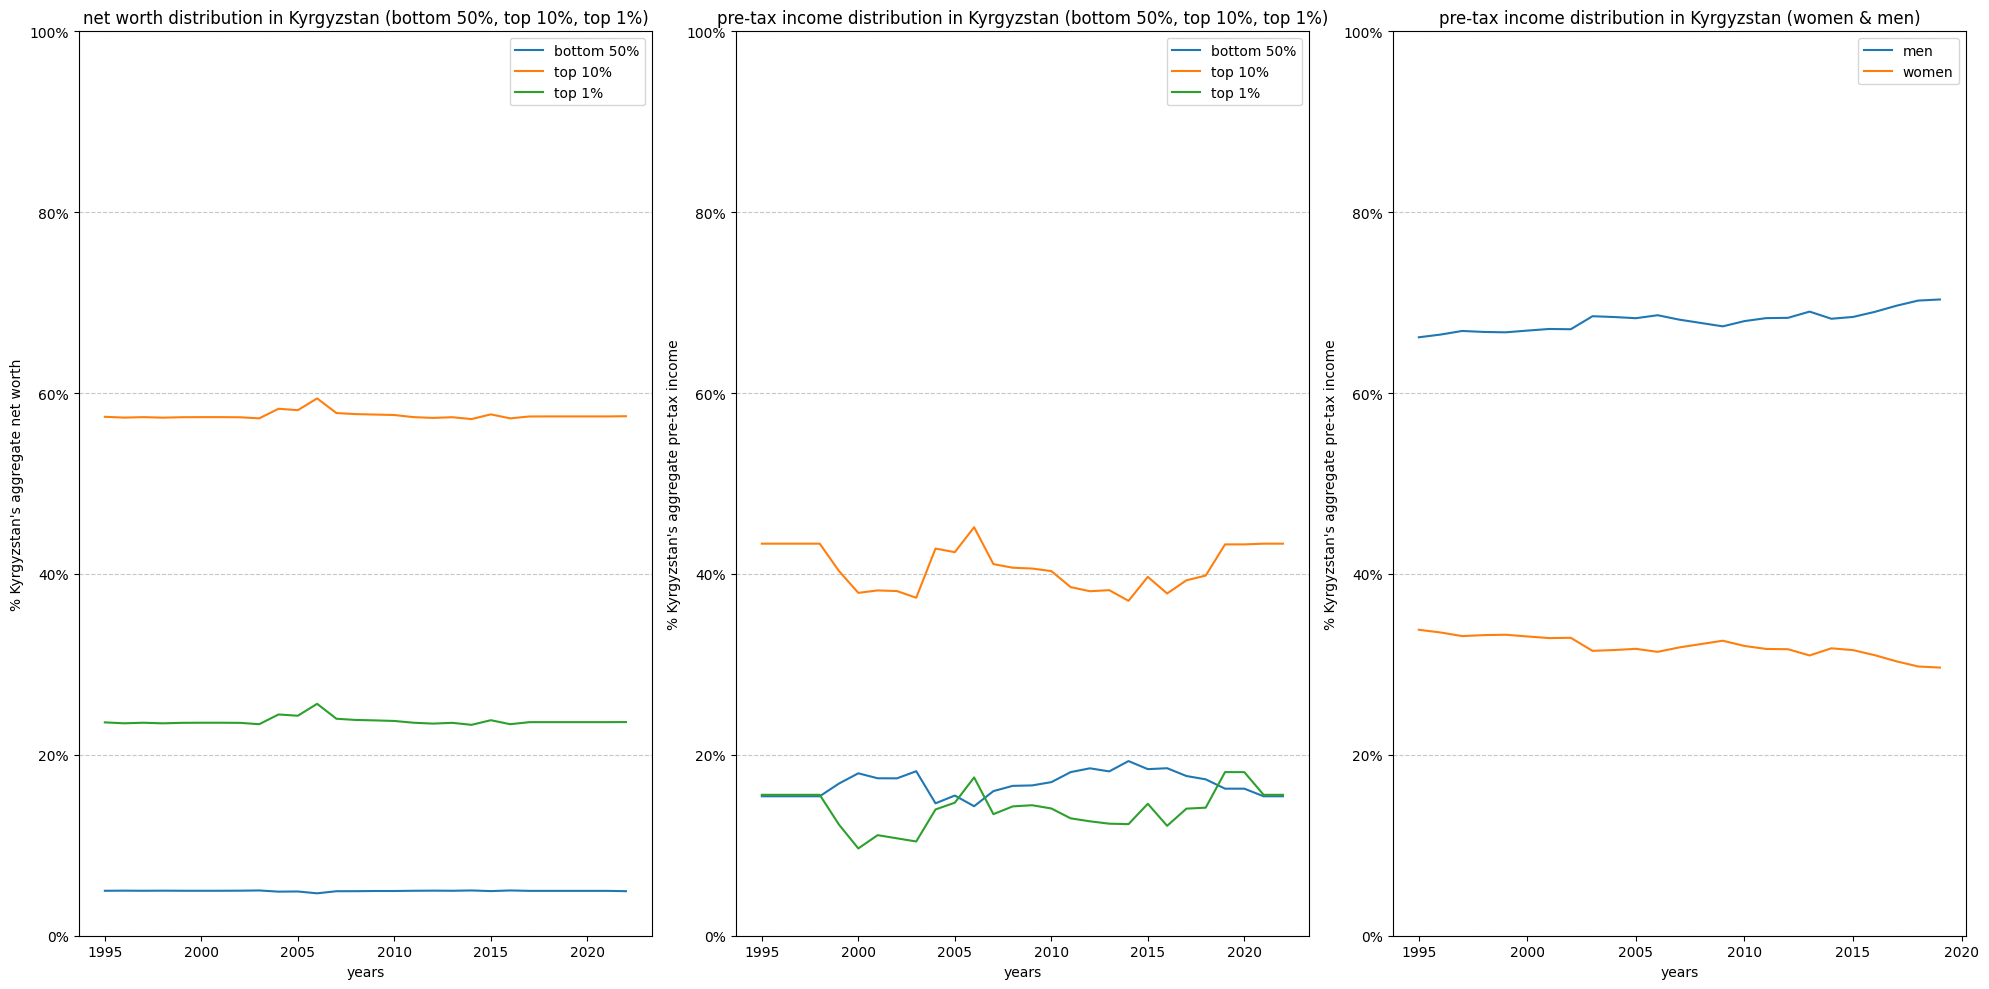 net worth distribution in Kyrgyzstan (bottom 50%, top 10%, top 1%)
100%
80%
60%
40%
20%
0%
% Kyrgyzstan's aggregate net worth
bottom 50%
top 10%
top 1%
1995 2000 2005 2010 2015 2020
years
pre-tax income distribution in Kyrgyzstan (bottom 50%, top 10%, top 1%)
100%
80%
60%
40%
20%
0%
% Kyrgyzstan's aggregate pre-tax income
bottom 50%
top 10%
top 1%
1995 2000 2005 2010 2015 2020
years
pre-tax income distribution in Kyrgyzstan (women & men)
100%
80%
60%
40%
20%
0%
% Kyrgyzstan's aggregate pre-tax income
men
women
1995 2000 2005 2010 2015 2020
years